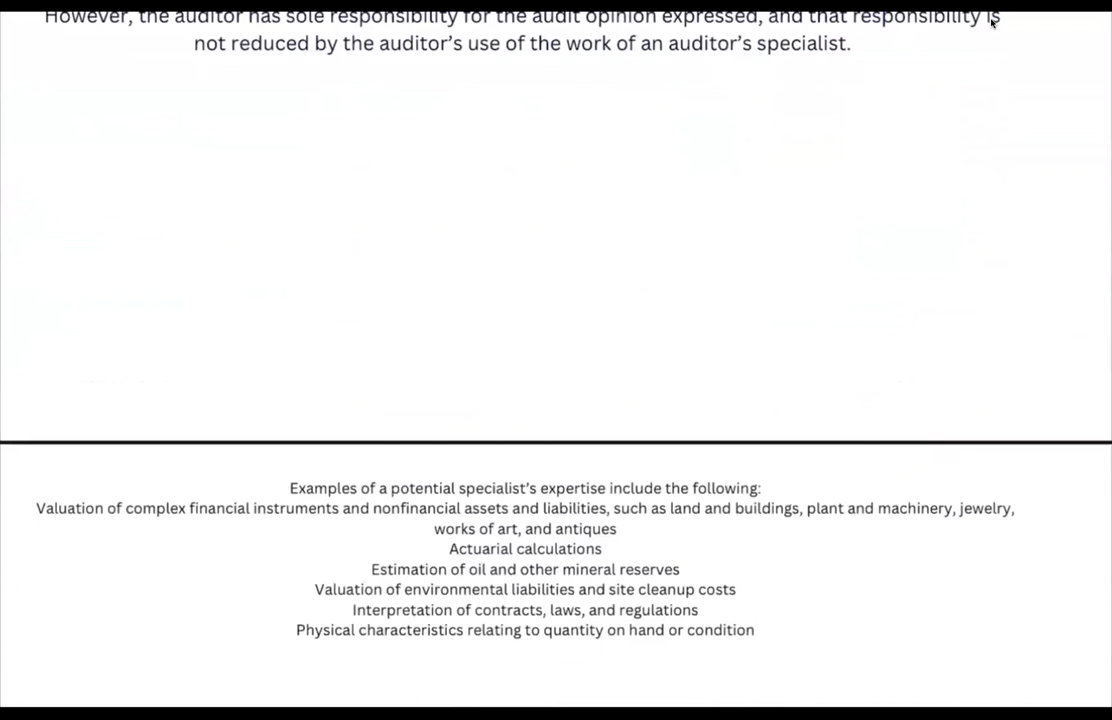 However, the auditor has sole responsibility for the audit opinion expressed, and that responsibility is
not reduced by the auditor’s use of the work of an auditor’s specialist.
Examples of a potential specialist’s expertise include the following:
Valuation of complex financial instruments and nonfinancial assets and liabilities, such as land and buildings, plant and machinery, jewelry,
works of art, and antiques
Actuarial calculations
Estimation of oil and other mineral reserves
Valuation of environmental liabilities and site cleanup costs
Interpretation of contracts, laws, and regulations
Physical characteristics relating to quantity on hand or condition